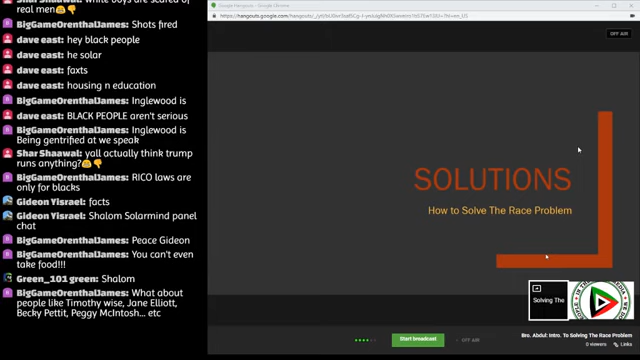 Shar Shaawal: white boys are scared of
real men
BigGameOrenthalJames: Shots fired
dave east: hey black people
dave east: he solar
dave east: faxts
dave east: housing n education
BigGameOrenthalJames: Inglewood is
dave east: BLACK PEOPLE aren't serious
BigGameOrenthalJames: Inglewood is
Being gentrified at we speak
Shar Shaawal: yall actually think trump
runs anything?
BigGameOrenthalJames: RICO laws are
only for blacks
Gideon Yisrael: facts
Gideon Yisrael: Shalom Solarmind panel
chat
BigGameOrenthalJames: Peace Gideon
BigGameOrenthalJames: You can't even
take food!!!
Green_101 green: Shalom
BigGameOrenthalJames: What about
people like Timothy wise, Jane Elliott,
Becky Pettit, Peggy McIntosh... etc
Google Hangouts - Google Chrome
OFF AIR
SOLUTIONS
How to Solve The Race Problem
Solving The
Start broadcast
OFF AIR
Bro. Abdul: Intro. To Solving The Race Problem
0 viewers
Links